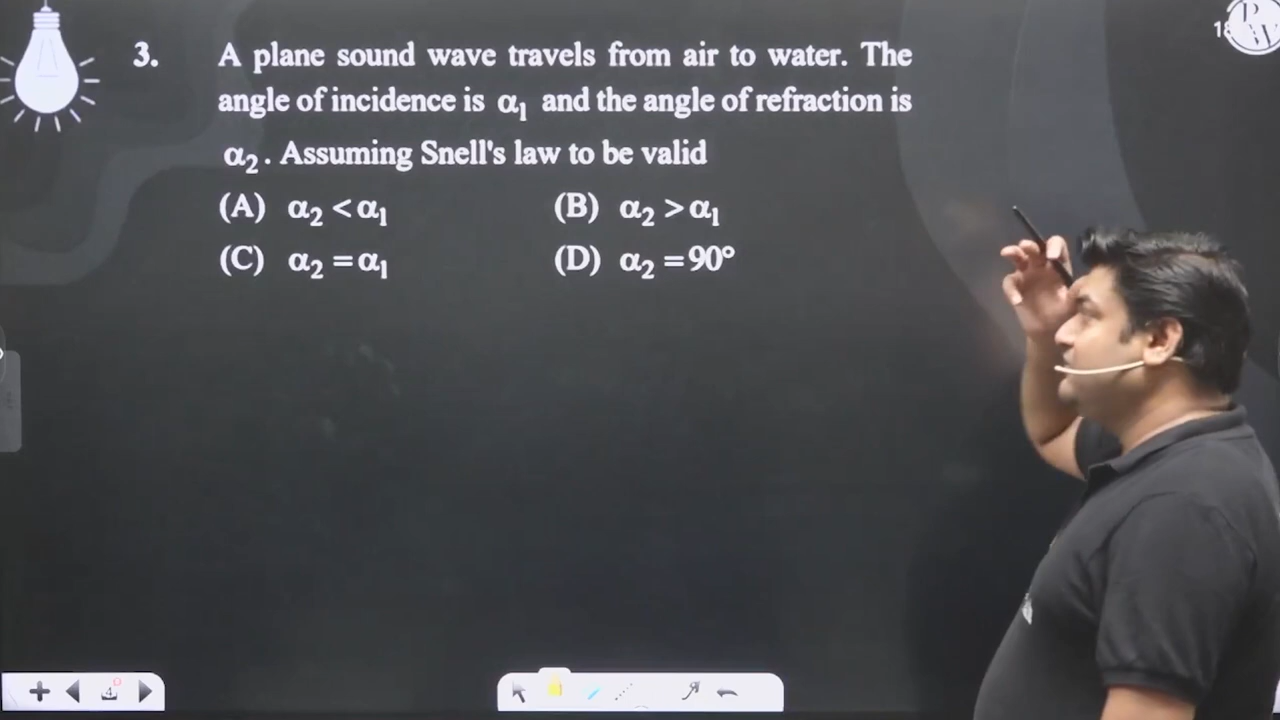 3. A plane sound wave travels from air to water. The
angle of incidence is α₁ and the angle of refraction is
α₂. Assuming Snell's law to be valid
(A) α₂ < α₁ (B) α₂ > α₁
(C) α₂ = α₁ (D) α₂ = 90°
4